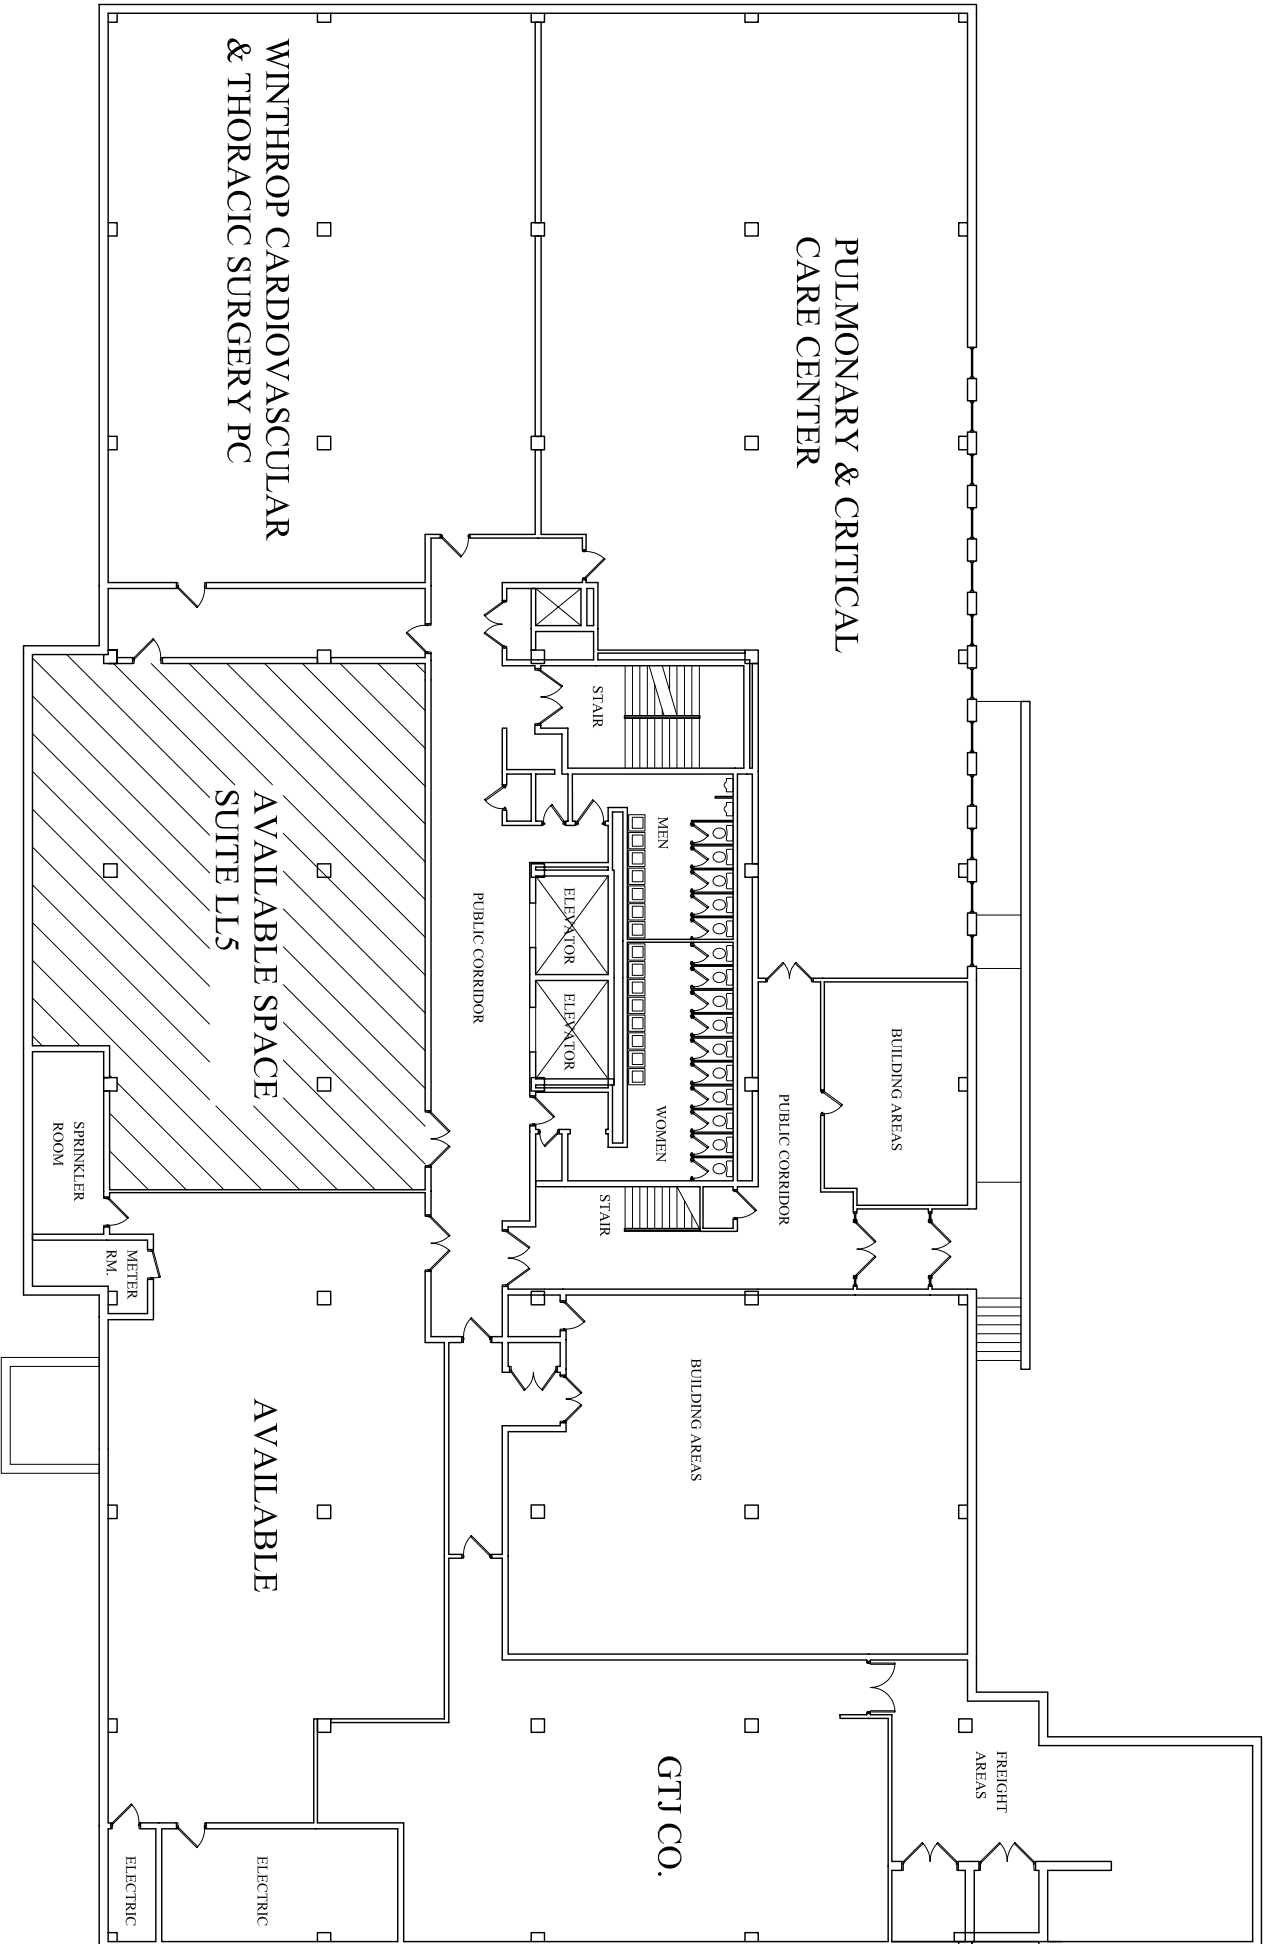 PULMONARY & CRITICAL
CARE CENTER
WINTHROP CARDIOVASCULAR
& THORACIC SURGERY PC
STAIR
MEN
ELEVATOR
ELEVATOR
PUBLIC CORRIDOR
WOMEN
STAIR
PUBLIC CORRIDOR
BUILDING AREAS
AVAILABLE SPACE
SUITE LL5
SPRINKLER
ROOM
METER
RM.
BUILDING AREAS
AVAILABLE
FREIGHT
AREAS
GTJ CO.
ELECTRIC
ELECTRIC